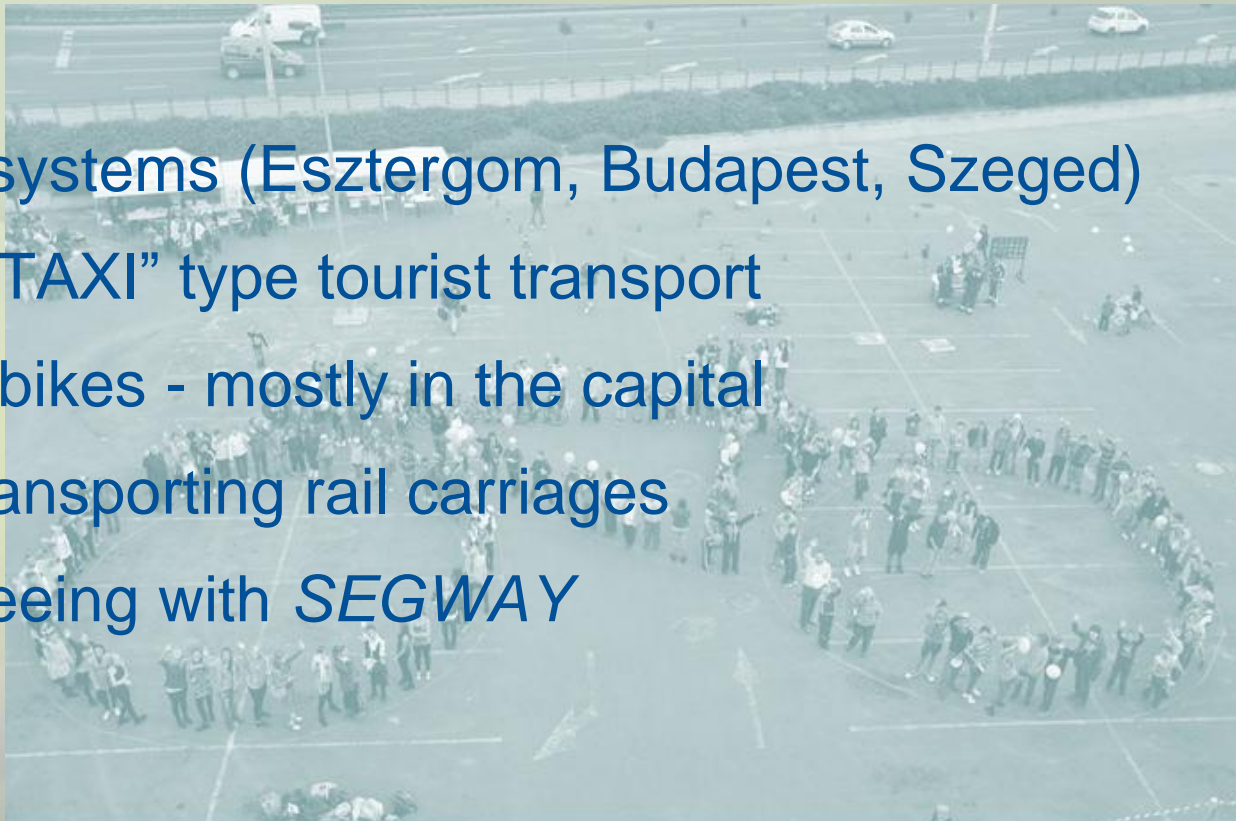 systems (Esztergom, Budapest, Szeged)
TAXI” type tourist transport
bikes - mostly in the capital
ansporting rail carriages
eeing with SEGWAY